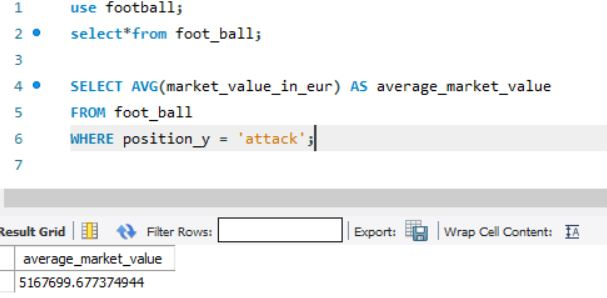 1 use football;
2 select*from foot_ball;
3
4 SELECT AVG(market_value_in_eur) AS average_market_value
5 FROM foot_ball
6 WHERE position_y = 'attack';
7
Result Grid Filter Rows: Export: Wrap Cell Content:
average_market_value
5167699.677374944